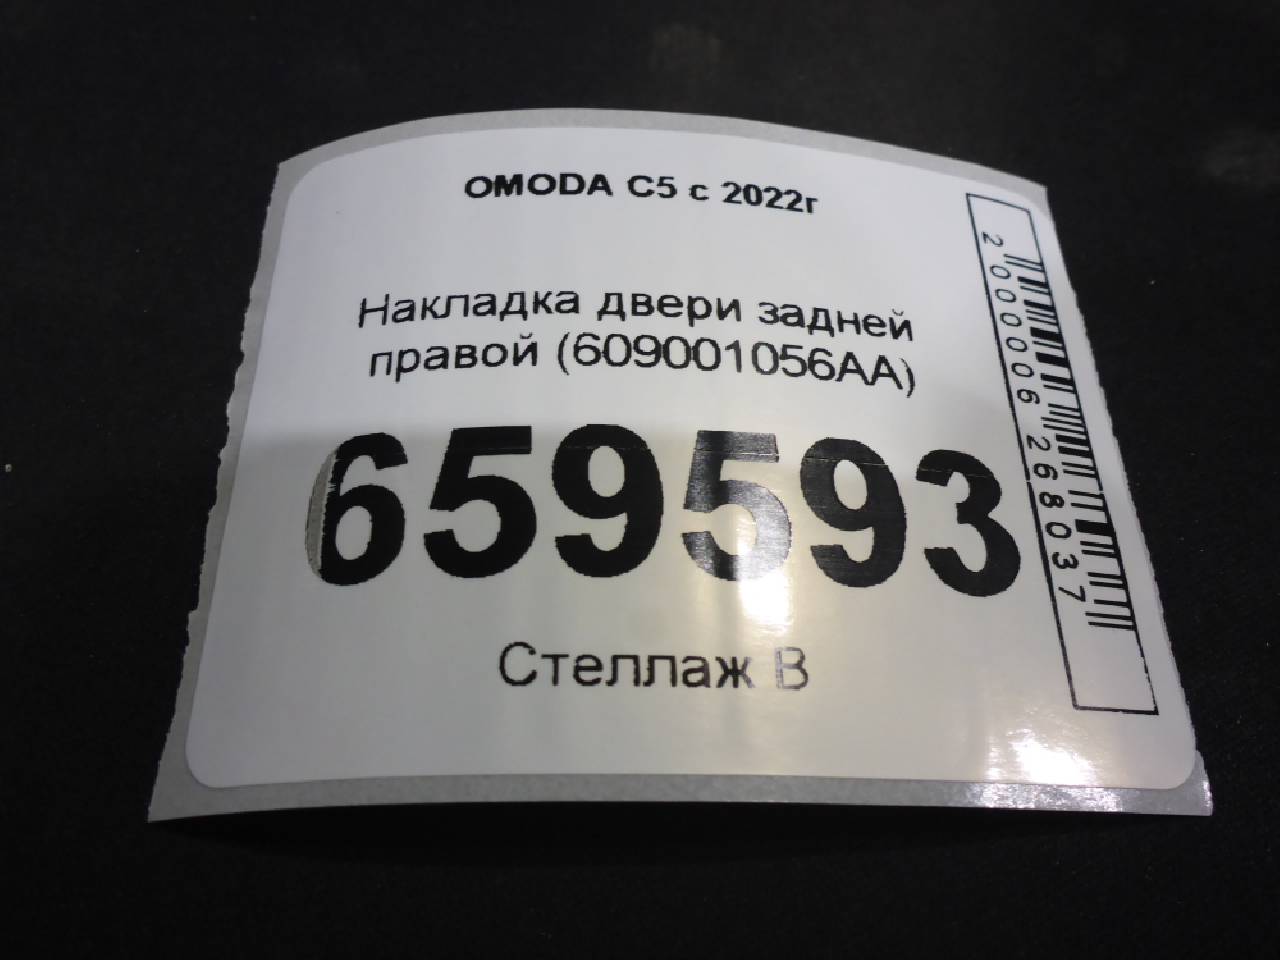 OMODA C5 с 2022г
Накладка двери задней
правой (609001056AA)
659593
Стеллаж В
2000006268037